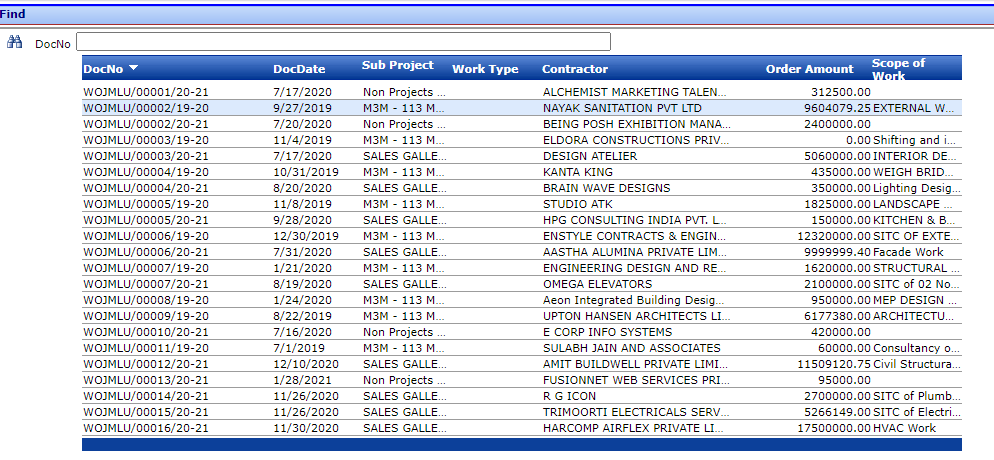 Find
DocNo
DocNo DocDate Sub Project Work Type Contractor Order Amount Scope of Work
WOJMLU/00001/20-21 7/17/2020 Non Projects ... ALCHEMIST MARKETING TALEN... 312500.00
WOJMLU/00002/19-20 9/27/2019 M3M - 113 M... NAYAK SANITATION PVT LTD 9604079.25 EXTERNAL W...
WOJMLU/00002/20-21 7/20/2020 Non Projects ... BEING POSH EXHIBITION MANA... 2400000.00
WOJMLU/00003/19-20 11/4/2019 M3M - 113 M... ELDORA CONSTRUCTIONS PRIV... 0.00 Shifting and i...
WOJMLU/00003/20-21 7/17/2020 SALES GALLE... DESIGN ATELIER 5060000.00 INTERIOR DE...
WOJMLU/00004/19-20 10/31/2019 M3M - 113 M... KANTA KING 435000.00 WEIGH BRID...
WOJMLU/00004/20-21 8/20/2020 SALES GALLE... BRAIN WAVE DESIGNS 350000.00 Lighting Desig...
WOJMLU/00005/19-20 11/8/2019 M3M - 113 M... STUDIO ATK 1825000.00 LANDSCAPE ...
WOJMLU/00005/20-21 9/28/2020 SALES GALLE... HPG CONSULTING INDIA PVT. L... 150000.00 KITCHEN & B...
WOJMLU/00006/19-20 12/30/2019 M3M - 113 M... ENSTYLE CONTRACTS & ENGIN... 12320000.00 SITC OF EXTE...
WOJMLU/00006/20-21 7/31/2020 SALES GALLE... AASTHA ALUMINA PRIVATE LIM... 9999999.40 Facade Work
WOJMLU/00007/19-20 1/21/2020 M3M - 113 M... ENGINEERING DESIGN AND RE... 1620000.00 STRUCTURAL ...
WOJMLU/00007/20-21 8/19/2020 SALES GALLE... OMEGA ELEVATORS 2100000.00 SITC of 02 No...
WOJMLU/00008/19-20 1/24/2020 M3M - 113 M... Aeon Integrated Building Desig... 950000.00 MEP DESIGN ...
WOJMLU/00009/19-20 8/22/2019 M3M - 113 M... UPTON HANSEN ARCHITECTS LI... 6177380.00 ARCHITECTU...
WOJMLU/00010/20-21 7/16/2020 Non Projects ... E CORP INFO SYSTEMS 420000.00
WOJMLU/00011/19-20 7/1/2019 M3M - 113 M... SULABH JAIN AND ASSOCIATES 60000.00 Consultancy o...
WOJMLU/00012/20-21 12/10/2020 SALES GALLE... AMIT BUILDWELL PRIVATE LIMI... 11509120.75 Civil Structura...
WOJMLU/00013/20-21 1/28/2021 Non Projects ... FUSIONNET WEB SERVICES PRI... 95000.00
WOJMLU/00014/20-21 11/26/2020 SALES GALLE... R G ICON 2700000.00 SITC of Plumb...
WOJMLU/00015/20-21 11/26/2020 SALES GALLE... TRIMOORTI ELECTRICALS SERV... 5266149.00 SITC of Electri...
WOJMLU/00016/20-21 11/30/2020 SALES GALLE... HARCOMP AIRFLEX PRIVATE LI... 17500000.00 HVAC Work